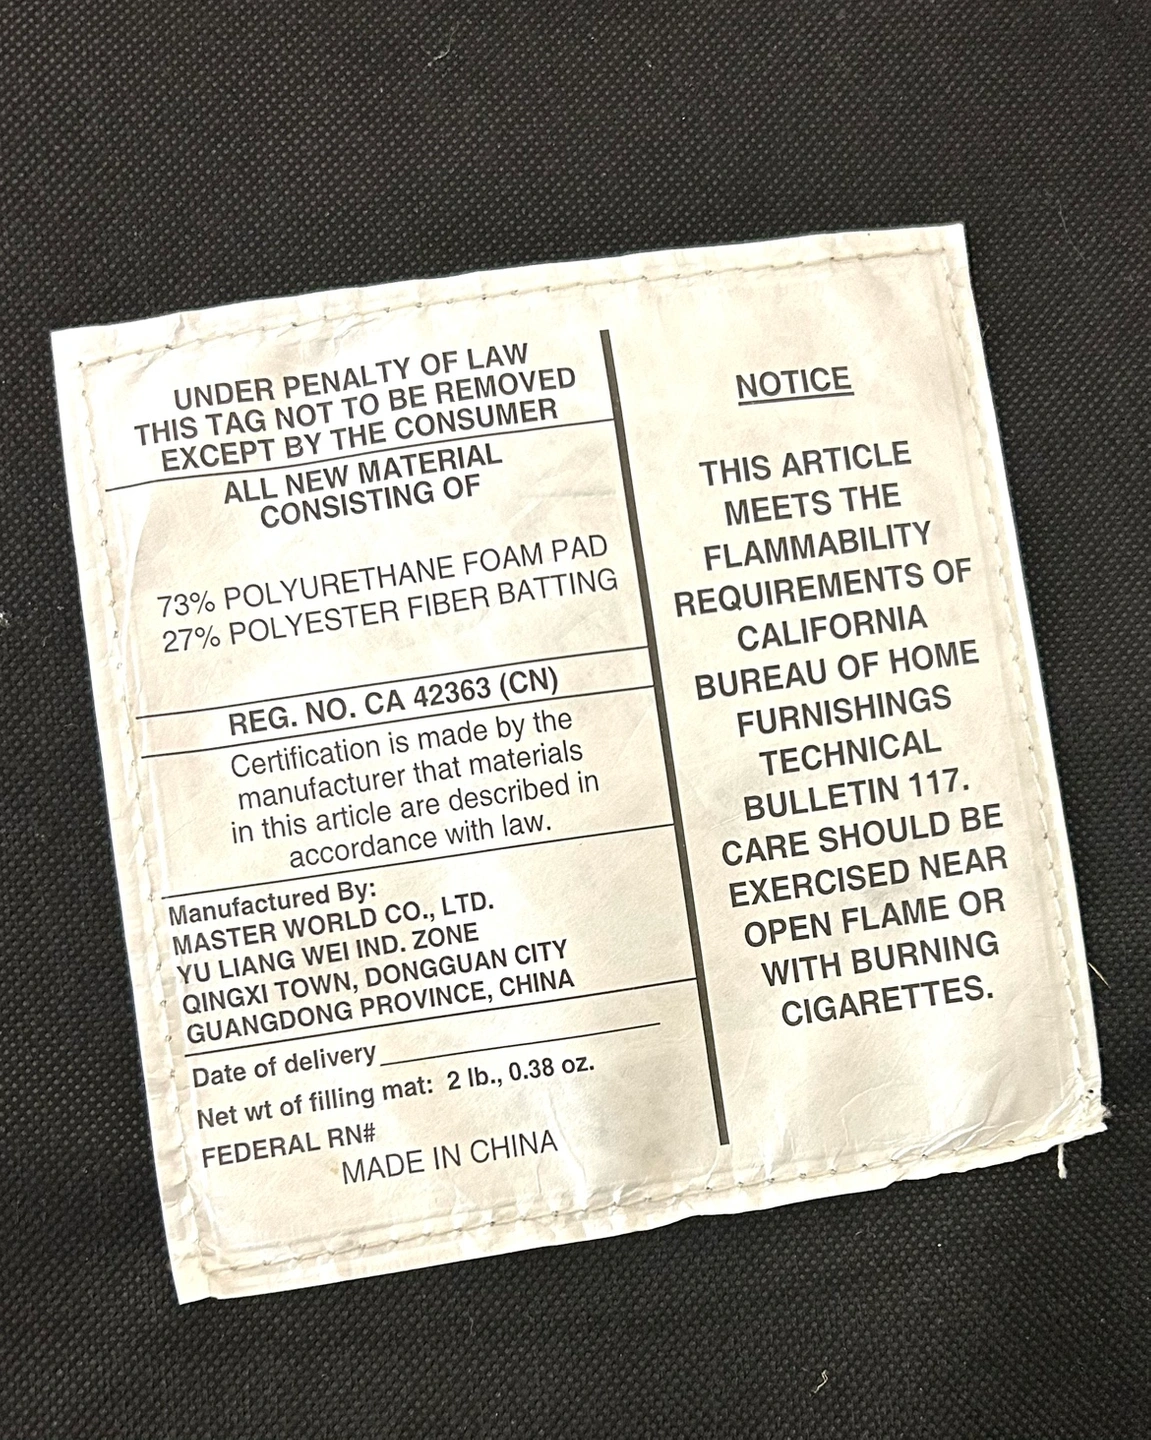 UNDER PENALTY OF LAW
THIS TAG NOT TO BE REMOVED
EXCEPT BY THE CONSUMER
ALL NEW MATERIAL
CONSISTING OF
73% POLYURETHANE FOAM PAD
27% POLYESTER FIBER BATTING
REG. NO. CA 42363 (CN)
Certification is made by the
manufacturer that materials
in this article are described in
accordance with law.
Manufactured By:
MASTER WORLD CO., LTD.
YU LIANG WEI IND. ZONE
QINGXI TOWN, DONGGUAN CITY
GUANGDONG PROVINCE, CHINA
Date of delivery
Net wt of filling mat: 2 lb., 0.38 oz.
FEDERAL RN#
MADE IN CHINA
NOTICE
THIS ARTICLE
MEETS THE
FLAMMABILITY
REQUIREMENTS OF
CALIFORNIA
BUREAU OF HOME
FURNISHINGS
TECHNICAL
BULLETIN 117.
CARE SHOULD BE
EXERCISED NEAR
OPEN FLAME OR
WITH BURNING
CIGARETTES.